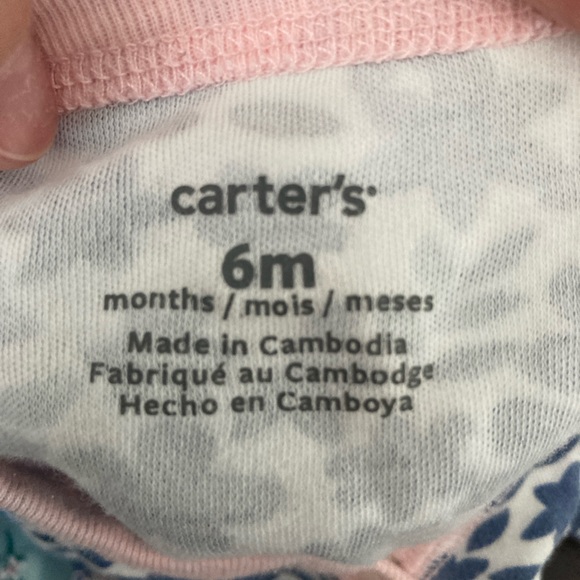 carter's
6m
months / mois / meses
Made in Cambodia
Fabriqué au Cambodge
Hecho en Camboya